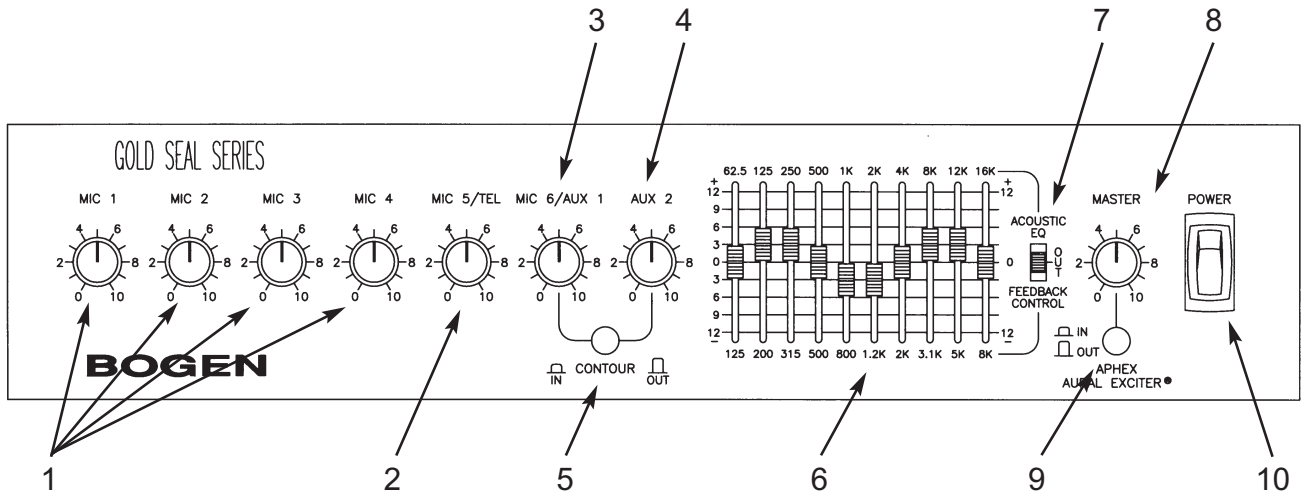 3 4 7 8
GOLD SEAL SERIES
MIC 1 MIC 2 MIC 3 MIC 4 MIC 5/TEL MIC 6/AUX 1 AUX 2
0 2 4 6 8 10
0 2 4 6 8 10
0 2 4 6 8 10
0 2 4 6 8 10
0 2 4 6 8 10
0 2 4 6 8 10
0 2 4 6 8 10
BOGEN
IN CONTOUR OUT
62.5 125 250 500 1K 2K 4K 8K 12K 16K
+ +
12 12
9
6
3
0 0
3
6
9
12 12
– –
125 200 315 500 800 1.2K 2K 3.1K 5K 8K
ACOUSTIC
EQ
OUT
FEEDBACK
CONTROL
MASTER
0 2 4 6 8 10
IN
OUT
APHEX
AURAL EXCITER®
POWER
1 2 5 6 9 10